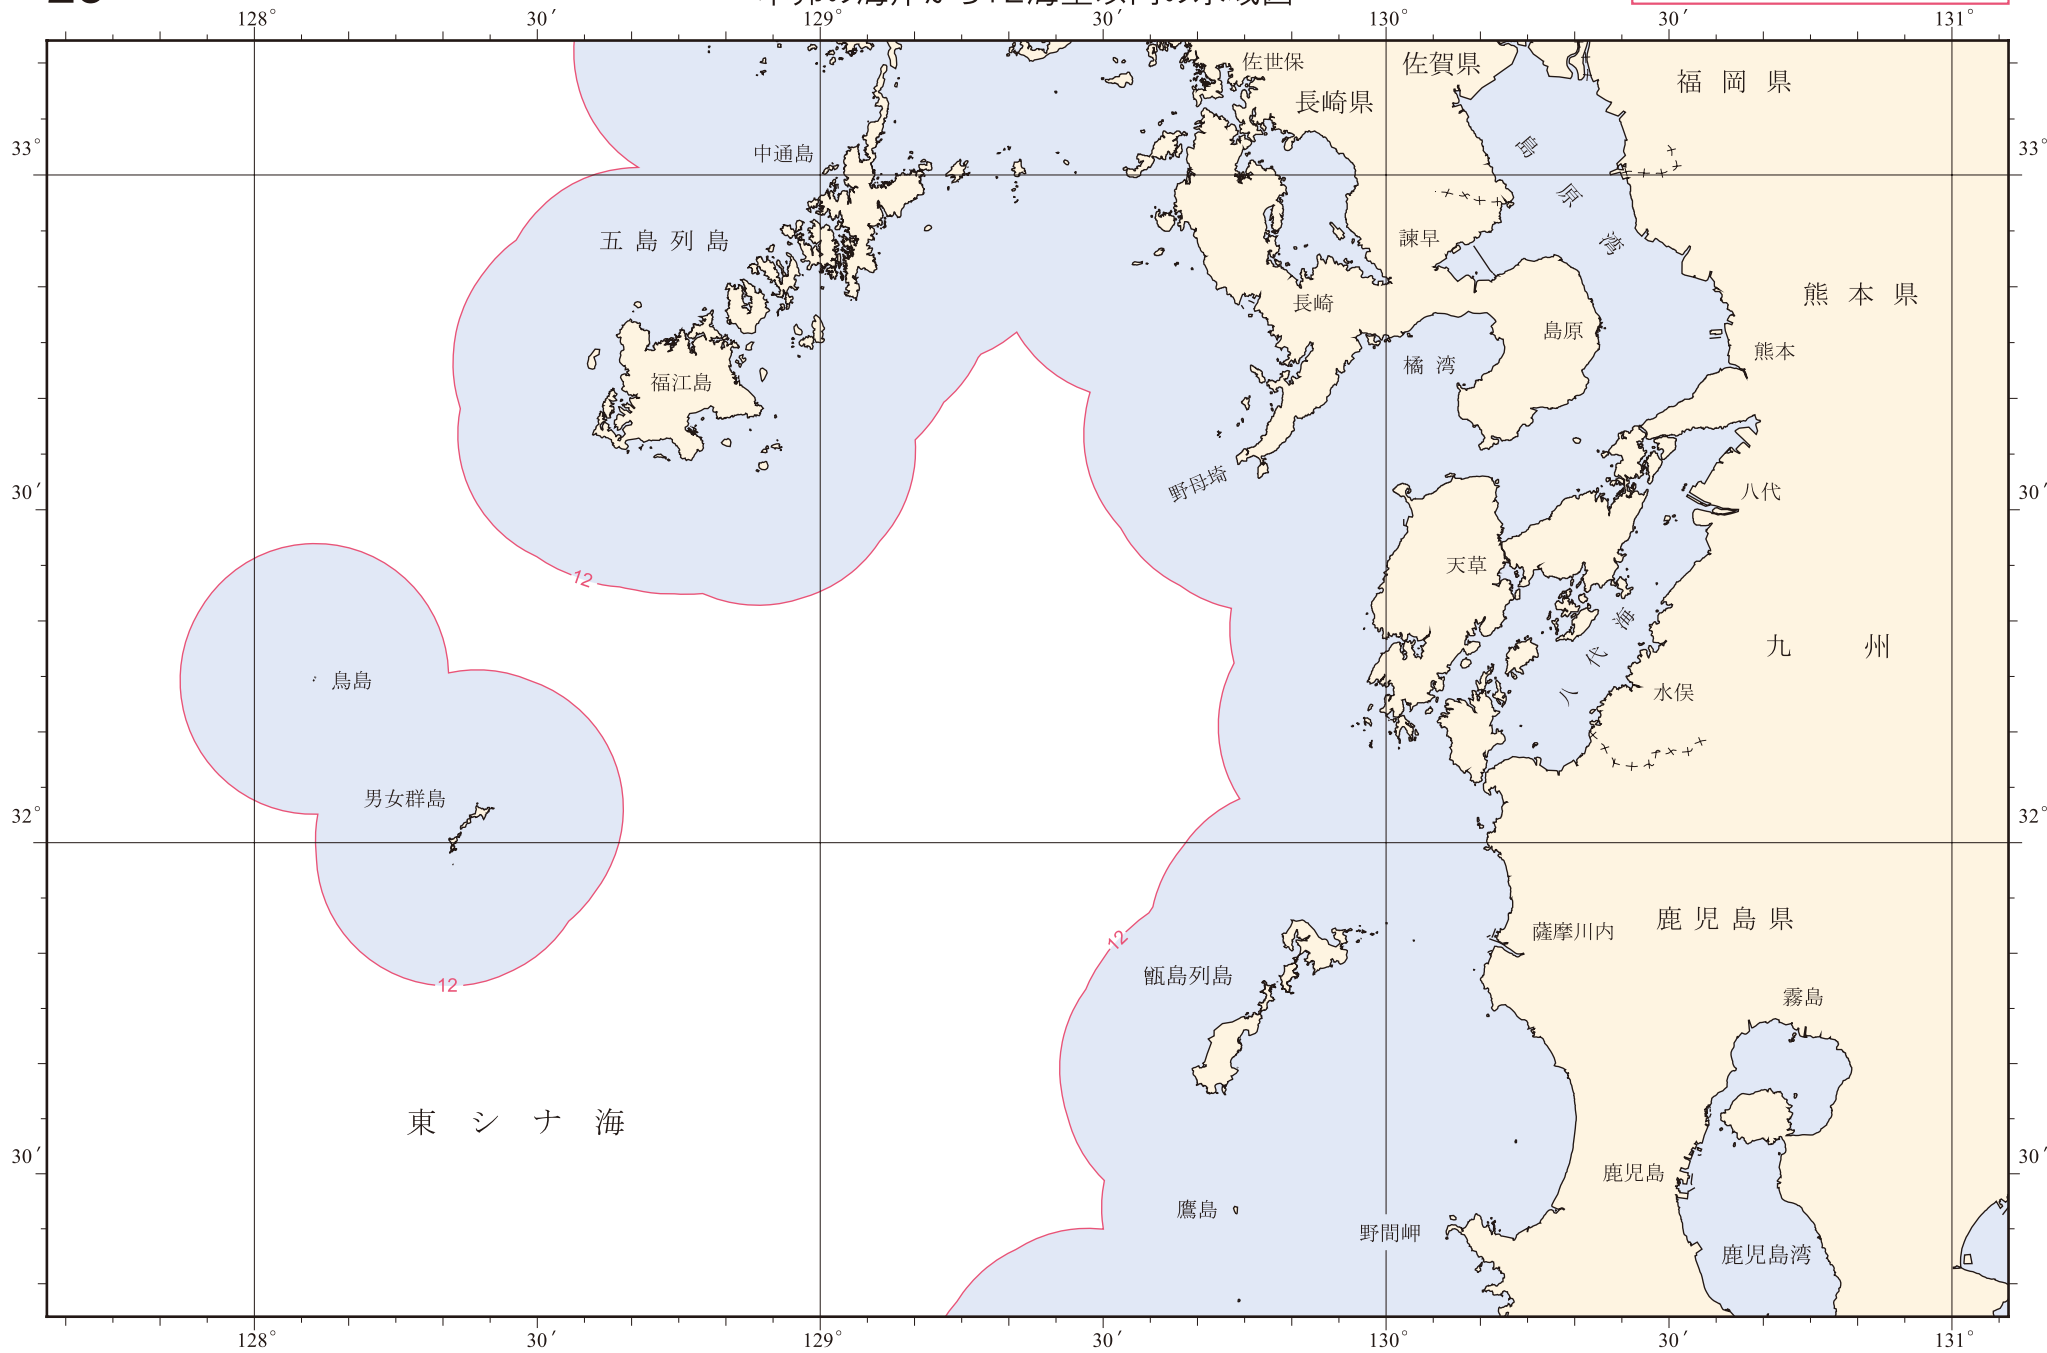 128°
30′
129°
30′
130°
30′
131°
佐世保
佐賀県
福岡県
長崎県
33°
中通島
島原湾
33°
五島列島
諫早
長崎
熊本県
島原
橘湾
熊本
福江島
野母埼
30′
八代
30′
天草
12
八代海
九州
鳥島
水俣
男女群島
32°
32°
鹿児島県
薩摩川内
12
甑島列島
12
霧島
東シナ海
30′
鹿児島
30′
鷹島
野間岬
鹿児島湾
128°
30′
129°
30′
130°
30′
131°